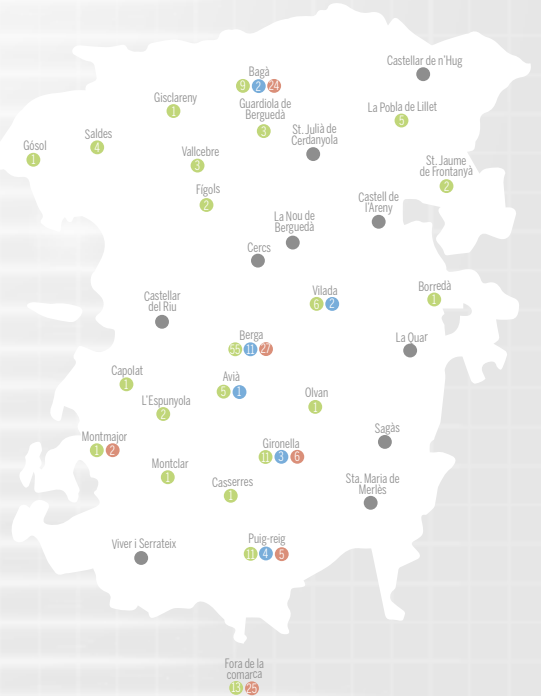 Castellar de n'Hug
Bagà
9 2 24
Gisclareny
1
Guardiola de
Berguedà
3
La Pobla de Lillet
5
St. Julià de
Cerdanyola
Saldes
4
Gósol
1
Vallcebre
3
St. Jaume
de Frontanyà
2
Fígols
2
Castell de
l'Areny
La Nou de
Berguedà
Cercs
Vilada
6 2
Borredà
1
Castellar
del Riu
Berga
55 11 27
La Quar
Capolat
1
Avià
5 1
L'Espunyola
2
Olvan
1
Sagàs
Montmajor
1 2
Gironella
11 3 6
Montclar
1
Casserres
1
Sta. Maria de
Merlès
Viver i Serrateix
Puig-reig
11 4 5
Fora de la
comarca
13 25